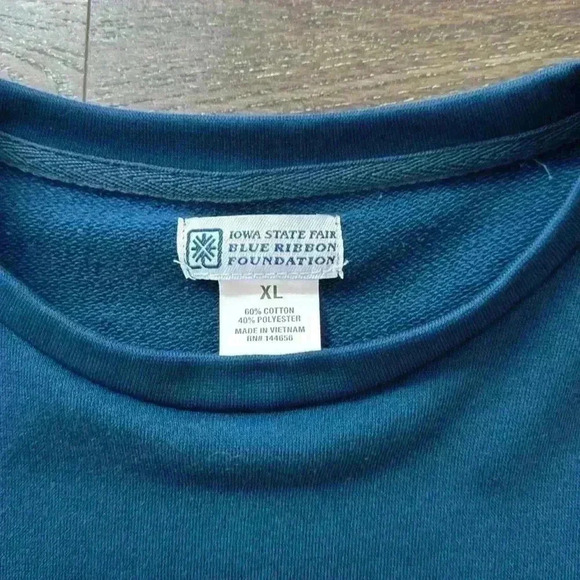 IOWA STATE FAIR
BLUE RIBBON
FOUNDATION
XL
60% COTTON
40% POLYESTER
MADE IN VIETNAM
RN# 144656